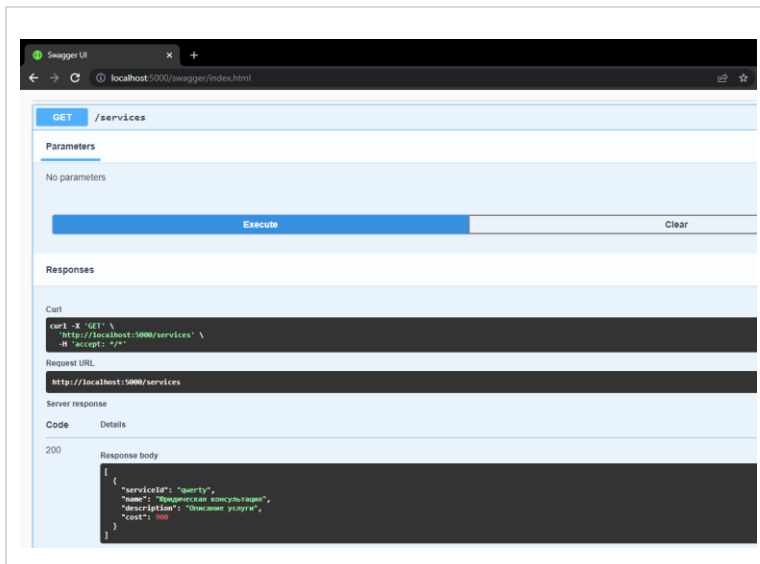 Swagger UI
localhost:5000/swagger/index.html
GET /services
Parameters
No parameters
Execute Clear
Responses
Curl
curl -X 'GET' \
'http://localhost:5000/services' \
-H 'accept: */*'
Request URL
http://localhost:5000/services
Server response
Code Details
200
Response body
[
{
"serviceId": "qwerty",
"name": "Юридическая консультация",
"description": "Описание услуги",
"cost": 900
}
]